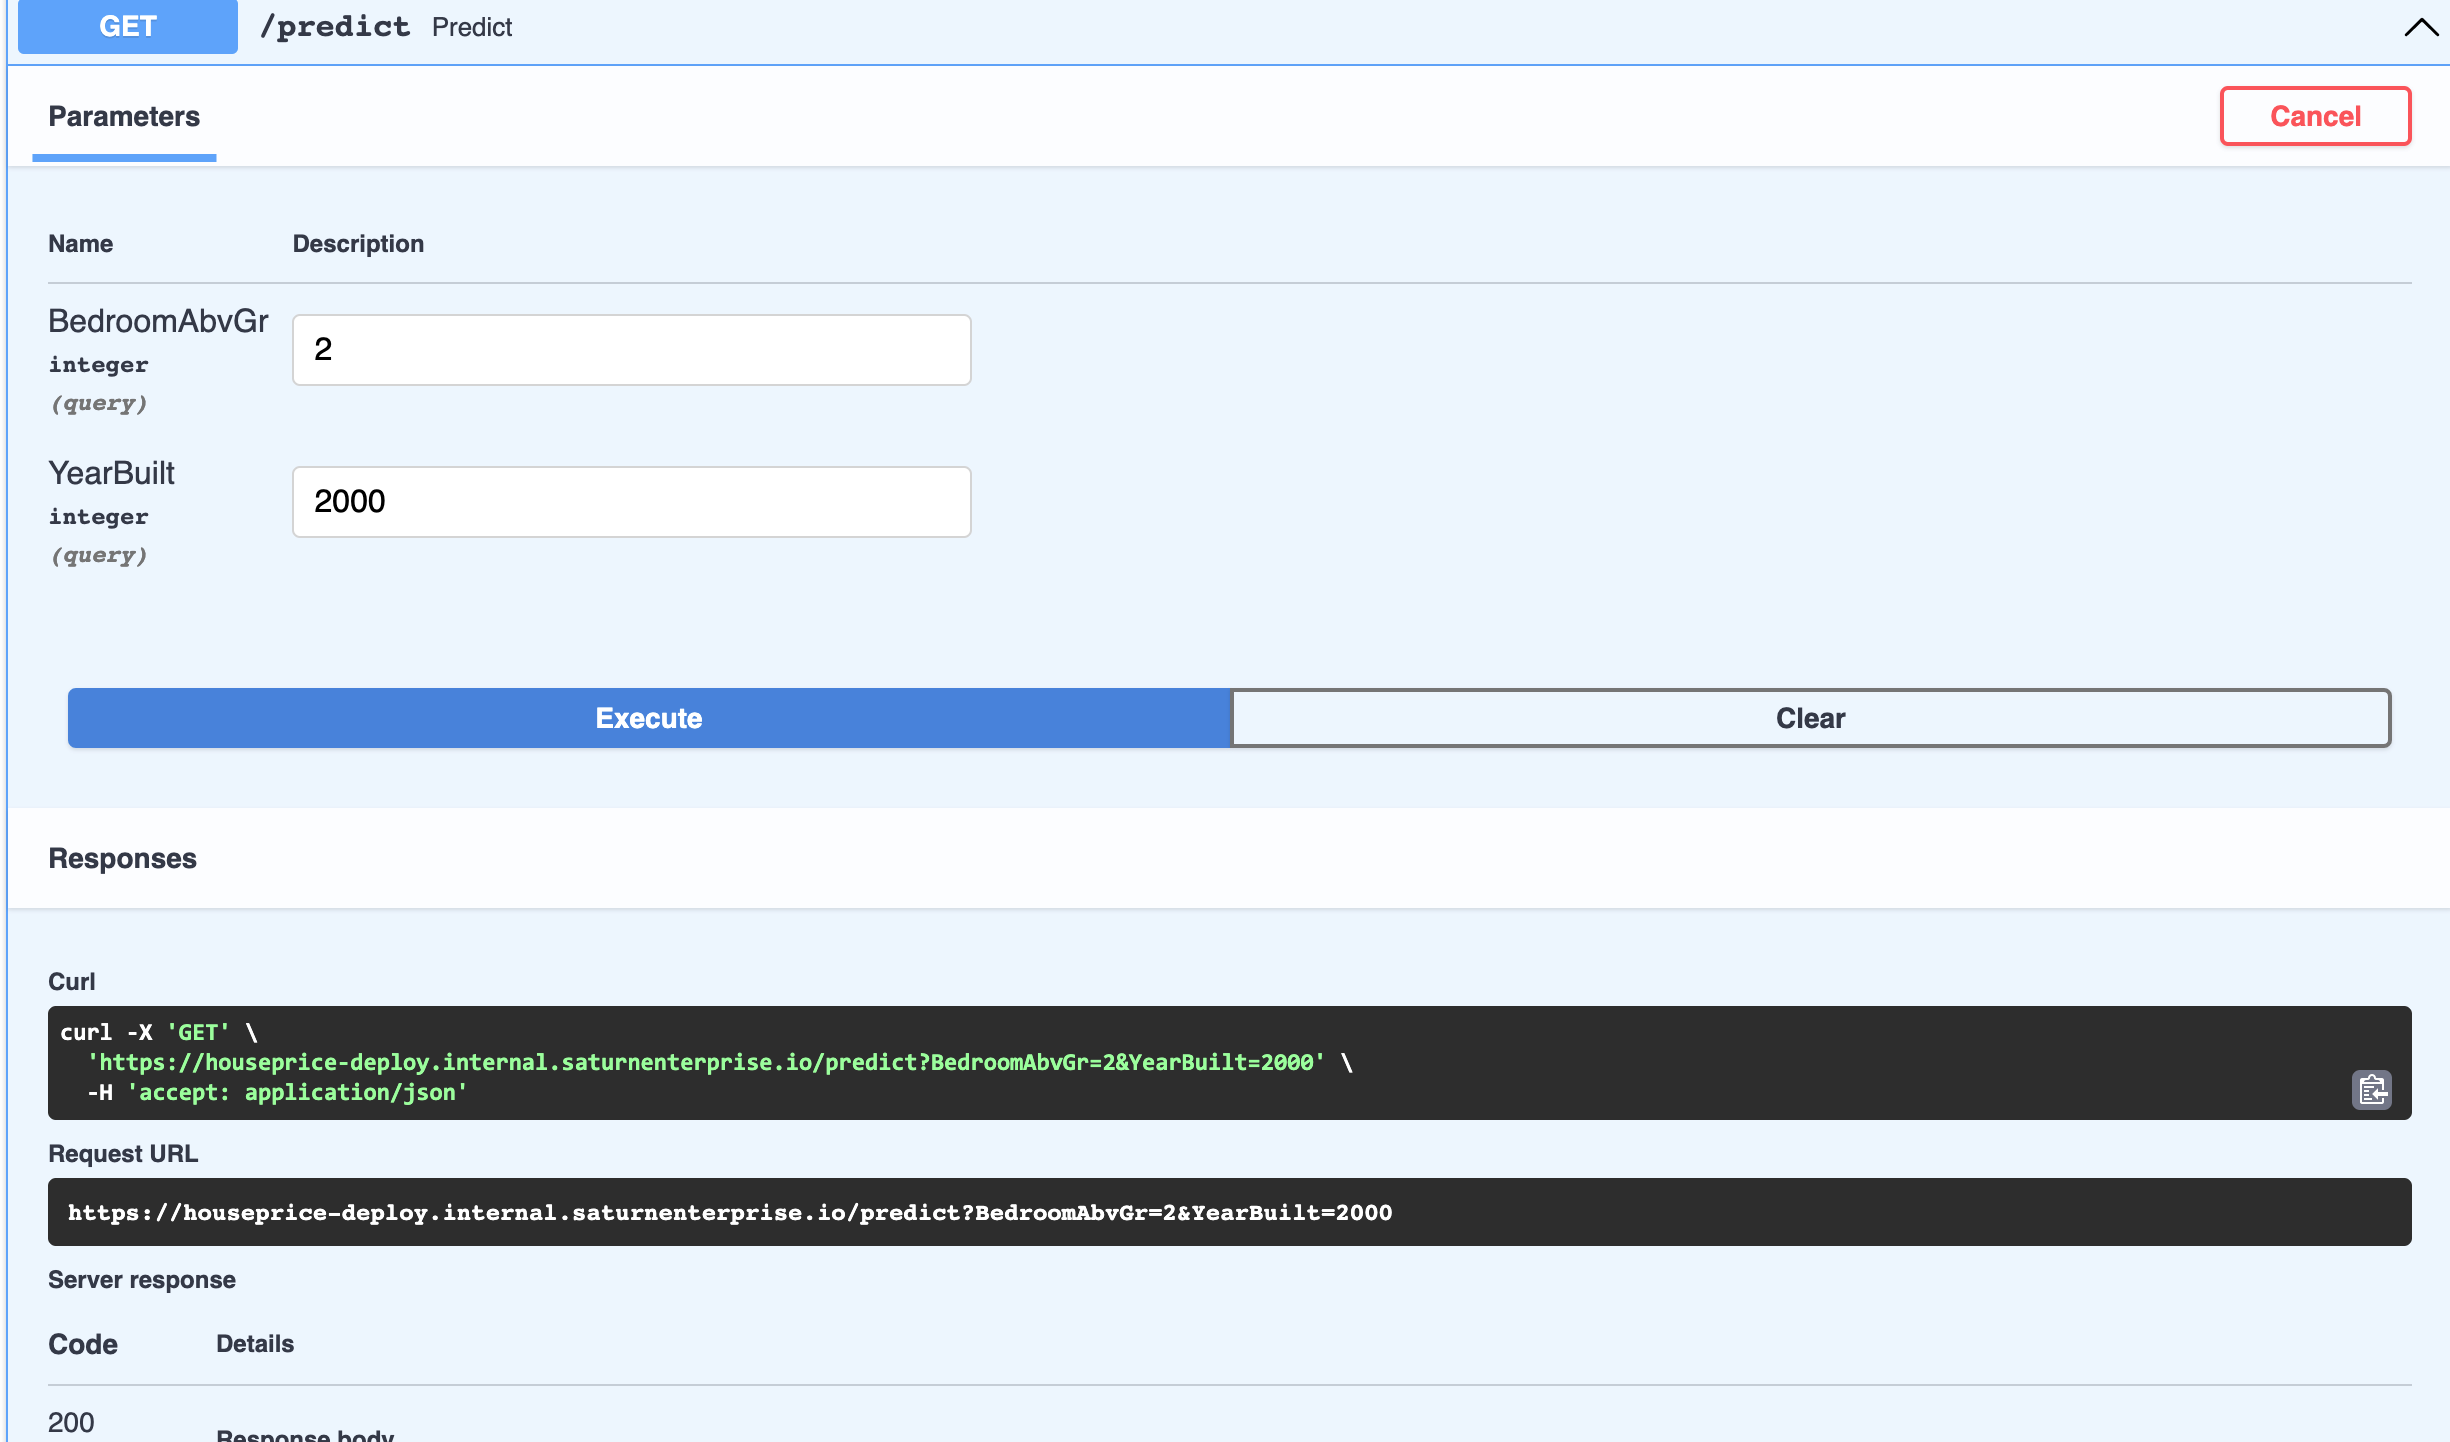 GET /predict Predict
Parameters
Cancel
Name Description
BedroomAbvGr
integer
(query)
2
YearBuilt
integer
(query)
2000
Execute Clear
Responses
Curl
curl -X 'GET' \
'https://houseprice-deploy.internal.saturnenterprise.io/predict?BedroomAbvGr=2&YearBuilt=2000' \
-H 'accept: application/json'
Request URL
https://houseprice-deploy.internal.saturnenterprise.io/predict?BedroomAbvGr=2&YearBuilt=2000
Server response
Code Details
200
Response body